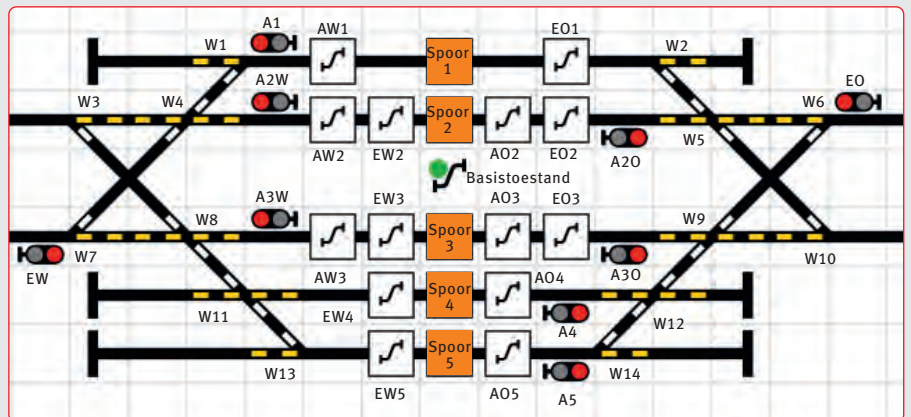 A1
AW1
EO1
W1
Spoor
1
W2
A2W
EO
W3
W4
W6
Spoor
2
W5
AW2
EW2
AO2
EO2
A2O
Basistoestand
A3W
EW3
AO3
EO3
W8
W9
Spoor
3
EW
W7
AW3
AO4
A3O
W10
Spoor
4
W11
EW4
A4
W12
Spoor
5
W13
W14
EW5
AO5
A5